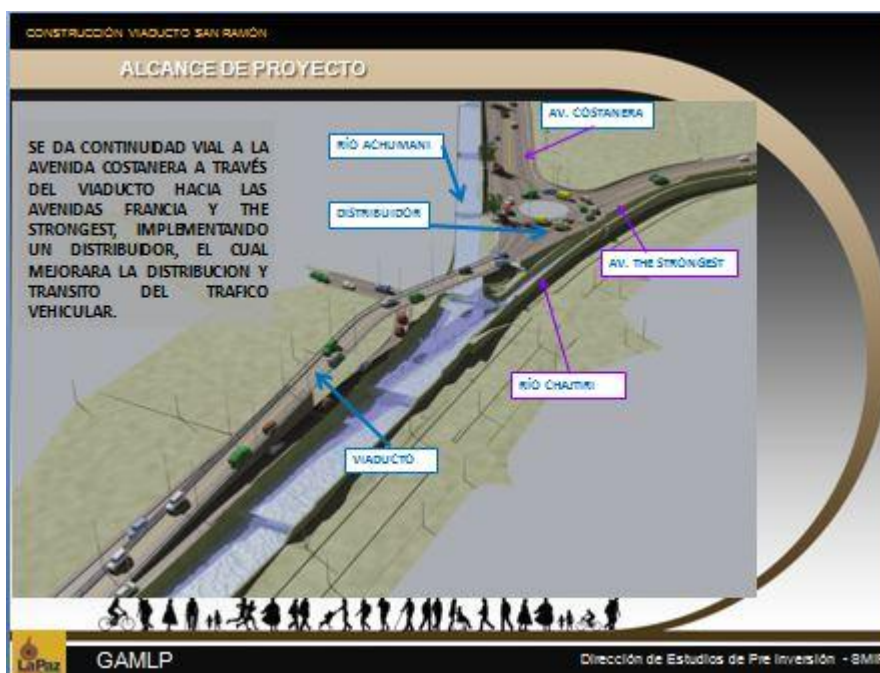 CONSTRUCCIÓN VIADUCTO SAN RAMÓN
ALCANCE DE PROYECTO
SE DA CONTINUIDAD VIAL A LA
AVENIDA COSTANERA A TRAVÉS
DEL VIADUCTO HACIA LAS
AVENIDAS FRANCIA Y THE
STRONGEST, IMPLEMENTANDO
UN DISTRIBUIDOR, EL CUAL
MEJORARA LA DISTRIBUCION Y
TRANSITO DEL TRAFICO
VEHICULAR.
AV. COSTANERA
RÍO ACHUMANI
DISTRIBUIDOR
AV. THE STRONGEST
RÍO CHAJTIRI
VIADUCTO
LaPaz
GAMLP
Dirección de Estudios de Pre Inversión - SMIP